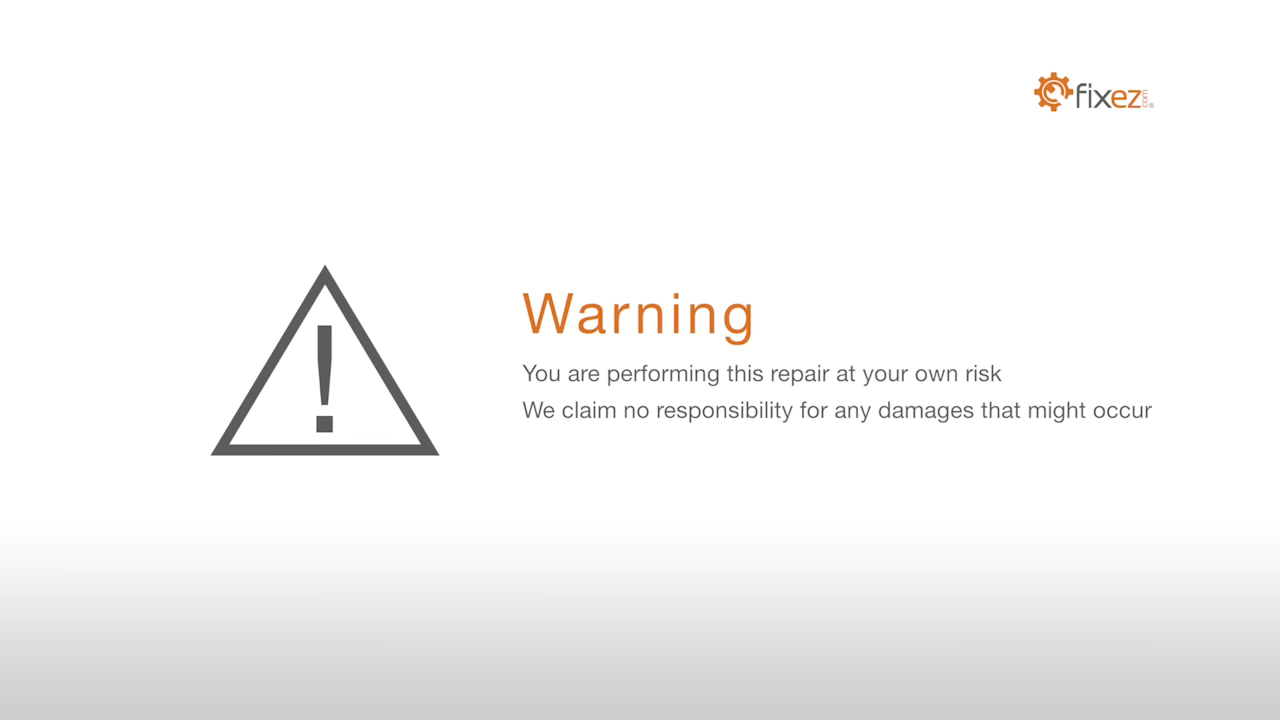 fixez.com®
Warning
You are performing this repair at your own risk
We claim no responsibility for any damages that might occur